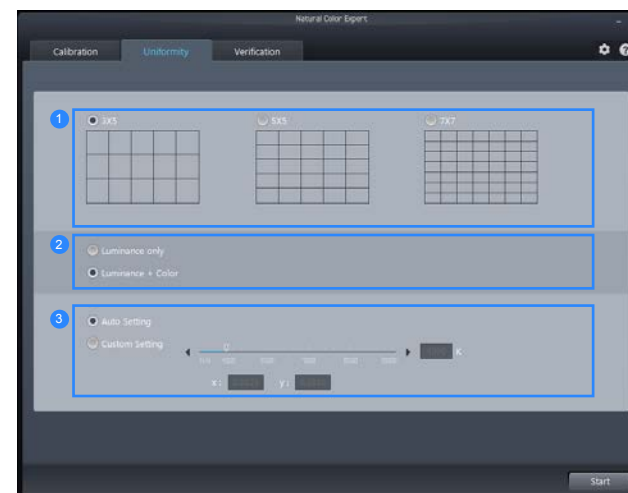 Natural Color Expert
Calibration Uniformity Verification
1 3X5 5X5 7X7
2 Luminance only
Luminance + Color
3 Auto Setting
Custom Setting
K
x: y:
Start